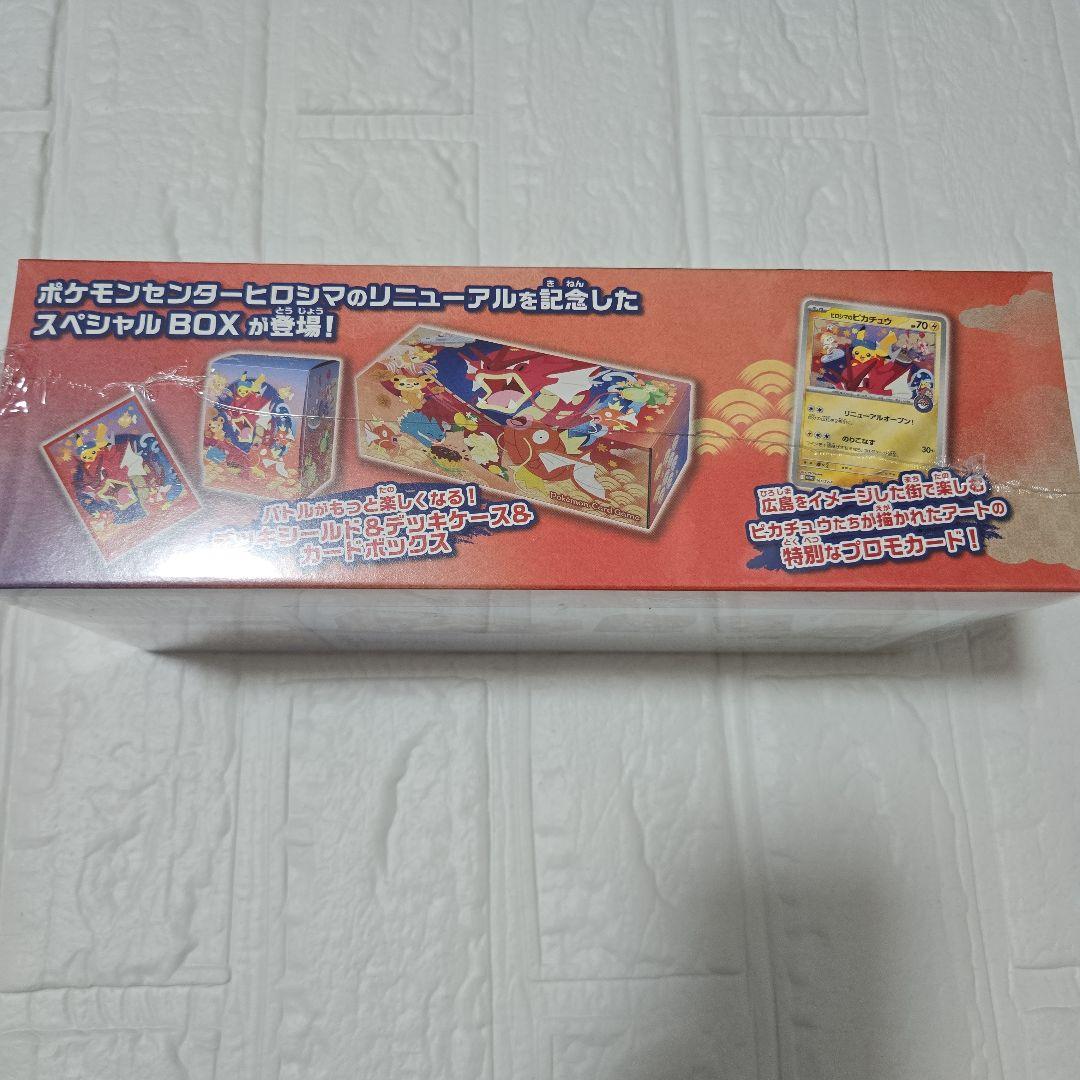 ポケモンセンターヒロシマのリニューアルを記念した
スペシャルBOXが登場！
バトルがもっと楽しくなる！
デッキシールド&デッキケース&
カードボックス
Pokémon Card Game
ヒロシマのピカチュウ
HP70
リニューアルオープン！
のりこなす
30+
広島をイメージした街で楽しむ
ピカチュウたちが描かれたアートの
特別なプロモカード！